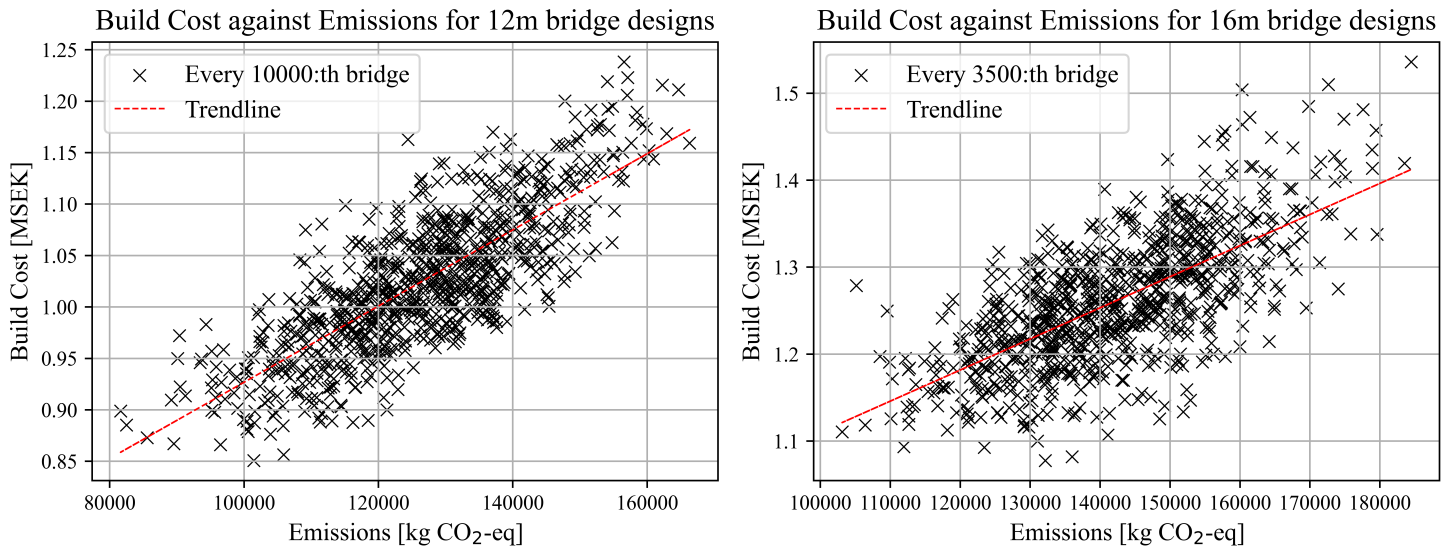 Build Cost against Emissions for 12m bridge designs
Every 10000:th bridge
Trendline
1.25
1.20
1.15
1.10
1.05
1.00
0.95
0.90
0.85
Build Cost [MSEK]
80000 100000 120000 140000 160000
Emissions [kg CO₂-eq]
Build Cost against Emissions for 16m bridge designs
Every 3500:th bridge
Trendline
1.5
1.4
1.3
1.2
1.1
Build Cost [MSEK]
100000 110000 120000 130000 140000 150000 160000 170000 180000
Emissions [kg CO₂-eq]